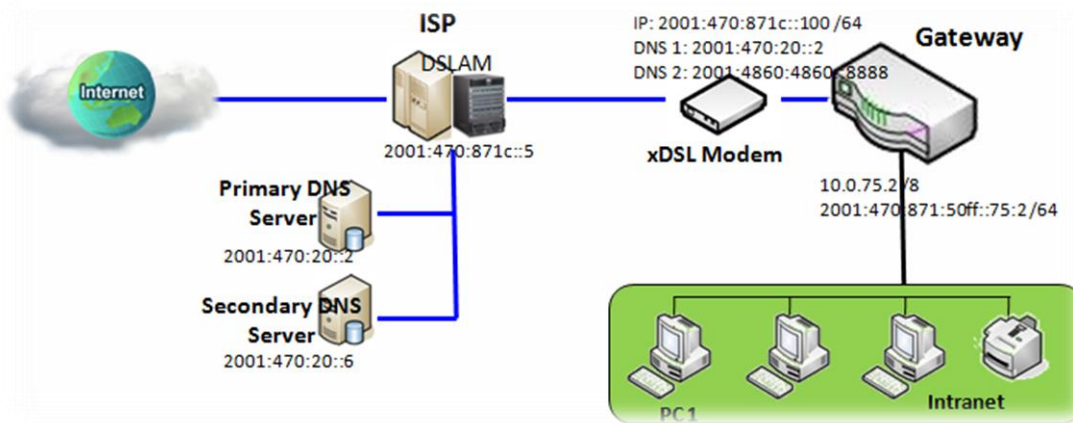 ISP
IP: 2001:470:871c::100 /64
DNS 1: 2001:470:20::2
DNS 2: 2001:4860:4860::8888
Gateway
DSLAM
Internet
2001:470:871c::5
xDSL Modem
Primary DNS
Server
2001:470:20::2
10.0.75.2/8
2001:470:871:50ff::75:2/64
Secondary DNS
Server
2001:470:20::6
PC1
Intranet